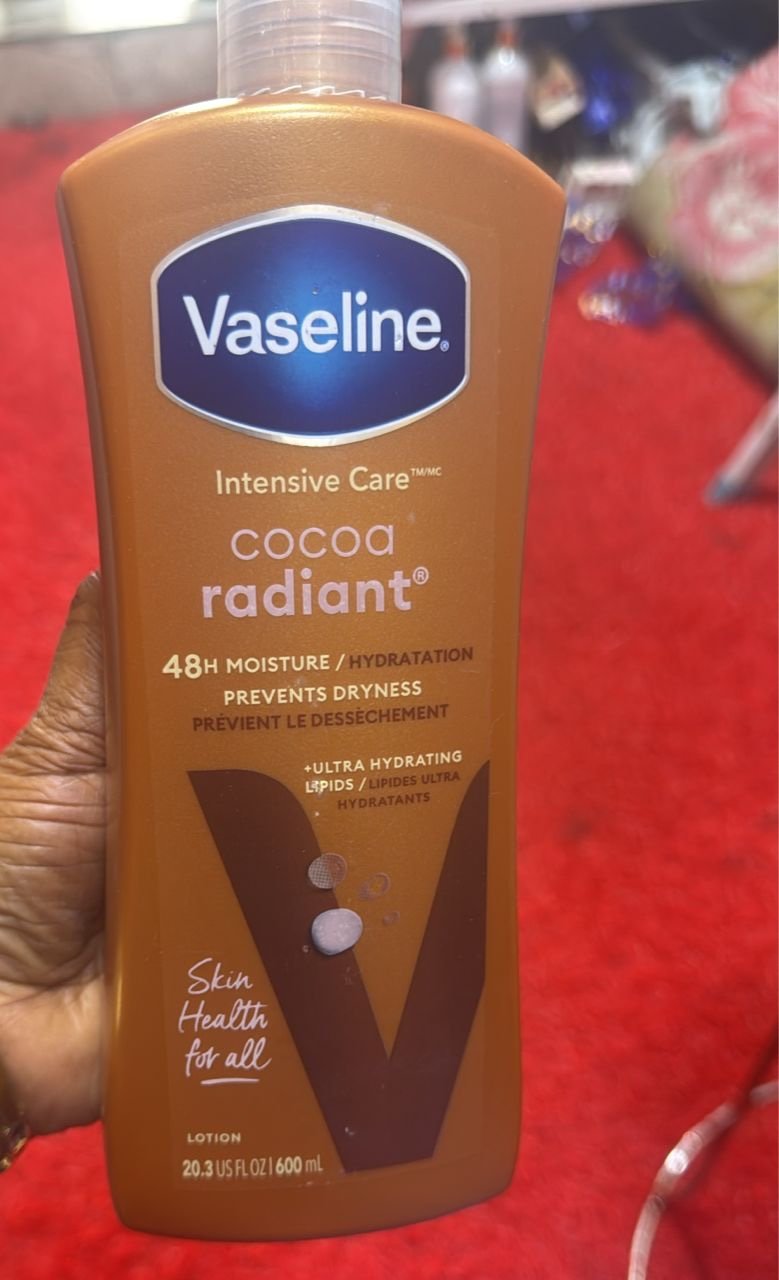 Vaseline®
Intensive Care™/MC
cocoa
radiant®
48H MOISTURE / HYDRATATION
PREVENTS DRYNESS
PRÉVIENT LE DESSÈCHEMENT
+ULTRA HYDRATING
LIPIDS / LIPIDES ULTRA
HYDRATANTS
Skin
Health
for all
LOTION
20.3 US FL OZ | 600 mL